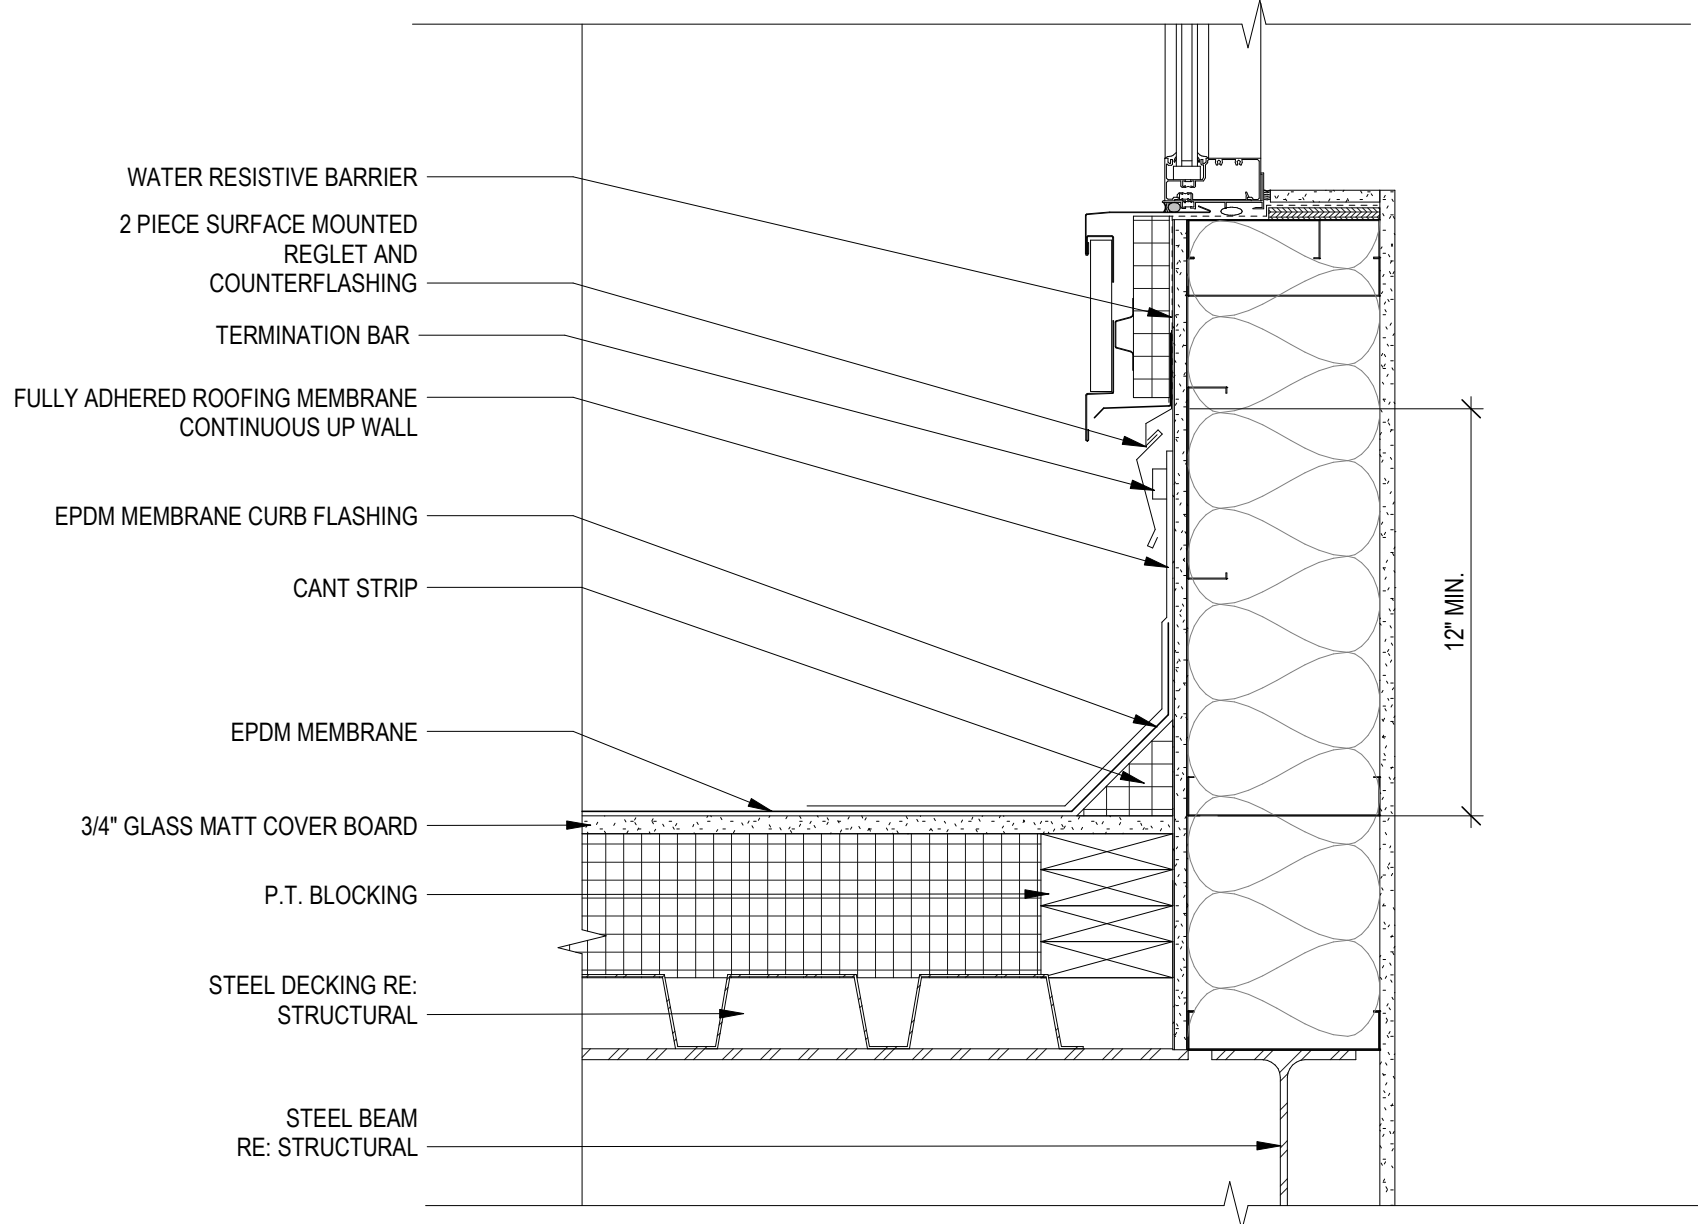 WATER RESISTIVE BARRIER
2 PIECE SURFACE MOUNTED
REGLET AND
COUNTERFLASHING
TERMINATION BAR
FULLY ADHERED ROOFING MEMBRANE
CONTINUOUS UP WALL
EPDM MEMBRANE CURB FLASHING
CANT STRIP
EPDM MEMBRANE
3/4" GLASS MATT COVER BOARD
P.T. BLOCKING
STEEL DECKING RE:
STRUCTURAL
STEEL BEAM
RE: STRUCTURAL
12" MIN.